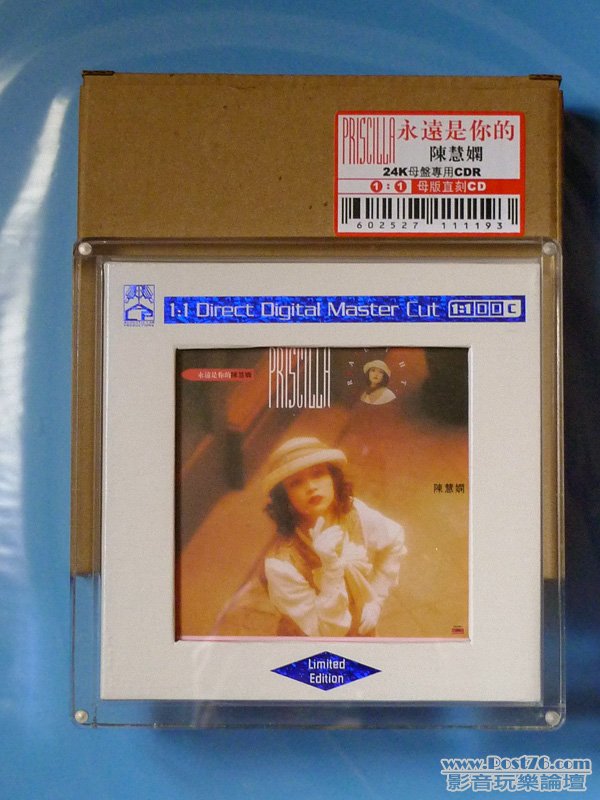 PRISCILLA 永遠是你的
陳慧嫻
24K母盤專用CDR
1:1 母版直刻CD
602527 111193
1:1 Direct Digital Master Cut 1:1 DD C
永遠是你的陳慧嫻
PRISCILLA
陳慧嫻
Limited
Edition
www.Post76.com
影音玩樂論壇